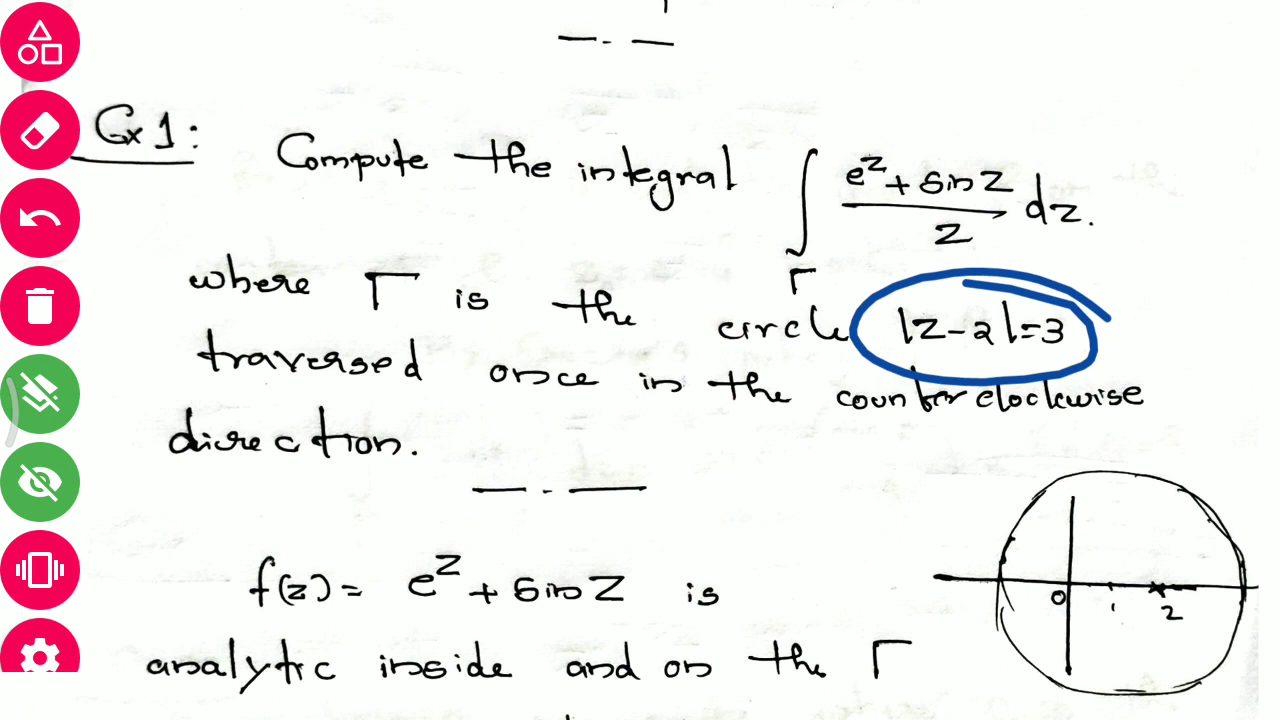 Ex 1: Compute the integral ∫_Γ (e^z + sin z)/z dz.
where Γ is the circle |z-2|=3
traversed once in the counterclockwise
direction.
f(z) = e^z + sin z is
analytic inside and on the Γ
0 1 2